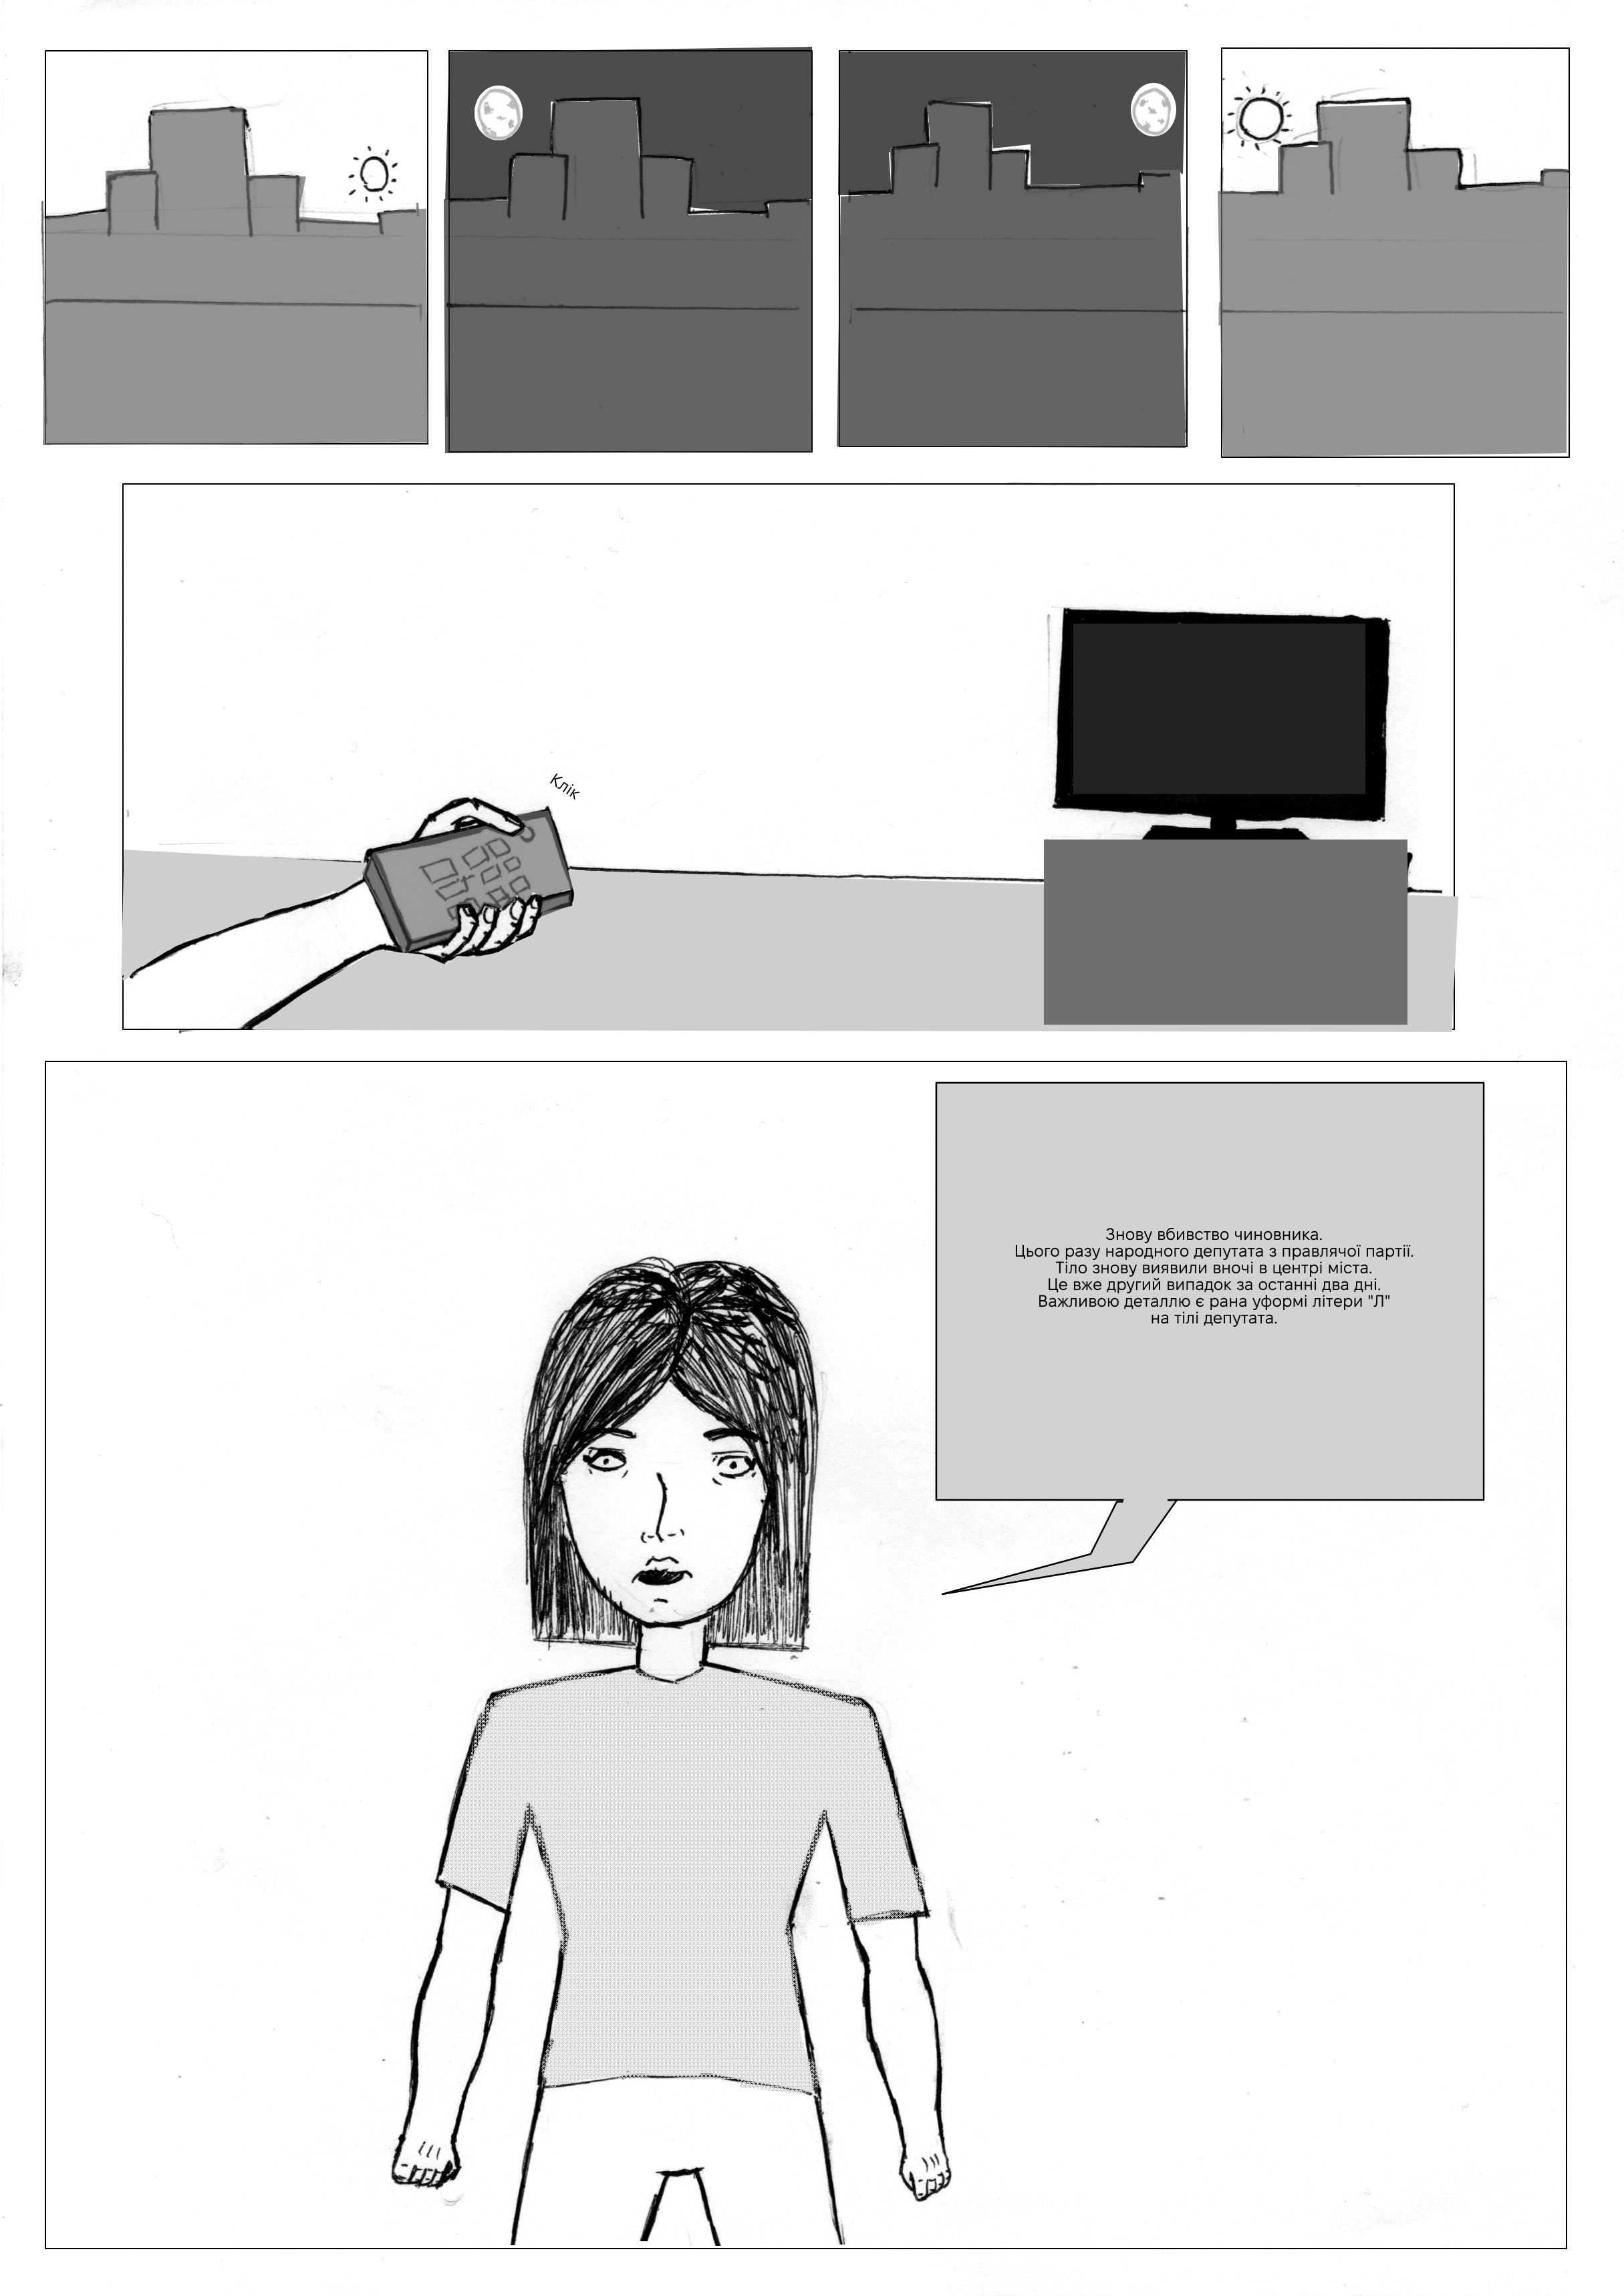 Клік
Знову вбивство чиновника.
Цього разу народного депутата з правлячої партії.
Тіло знову виявили вночі в центрі міста.
Це вже другий випадок за останні два дні.
Важливою деталлю є рана уформі літери "Л"
на тілі депутата.